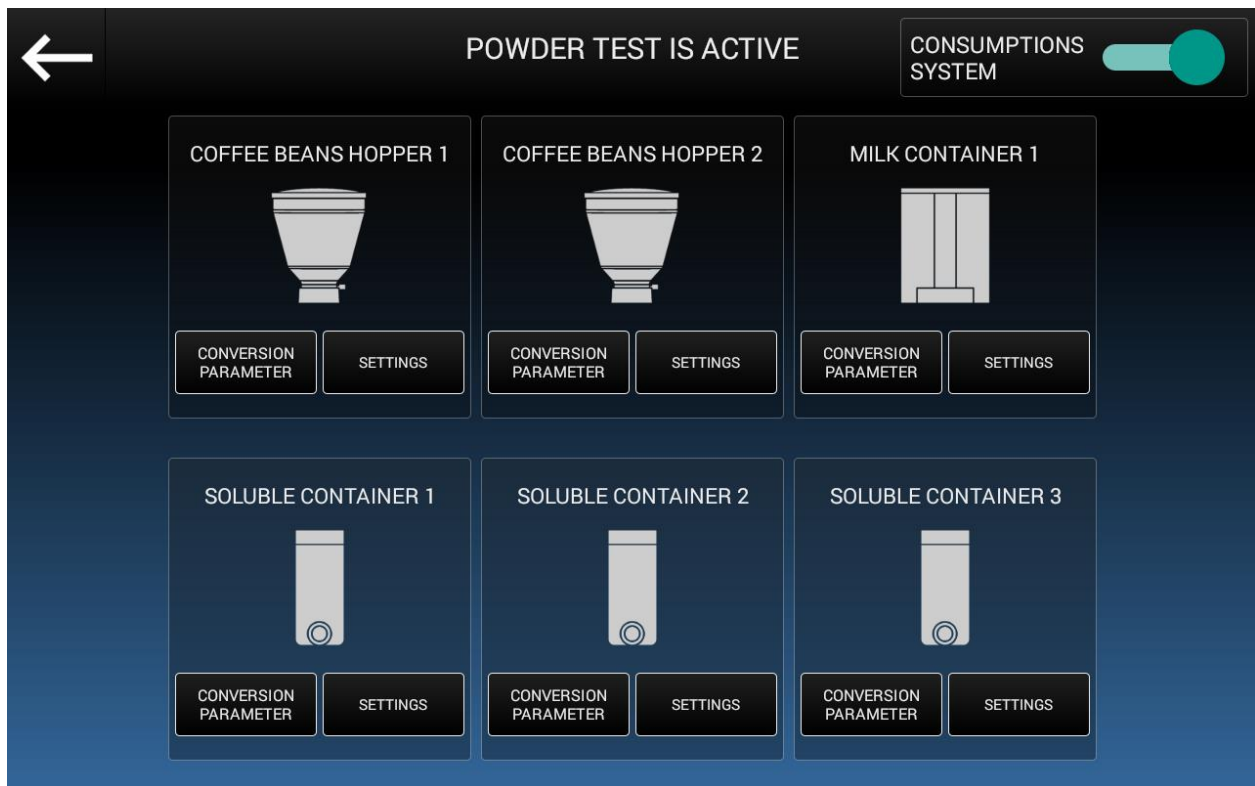 POWDER TEST IS ACTIVE
CONSUMPTIONS
SYSTEM
COFFEE BEANS HOPPER 1
COFFEE BEANS HOPPER 2
MILK CONTAINER 1
CONVERSION
PARAMETER
SETTINGS
CONVERSION
PARAMETER
SETTINGS
CONVERSION
PARAMETER
SETTINGS
SOLUBLE CONTAINER 1
SOLUBLE CONTAINER 2
SOLUBLE CONTAINER 3
CONVERSION
PARAMETER
SETTINGS
CONVERSION
PARAMETER
SETTINGS
CONVERSION
PARAMETER
SETTINGS